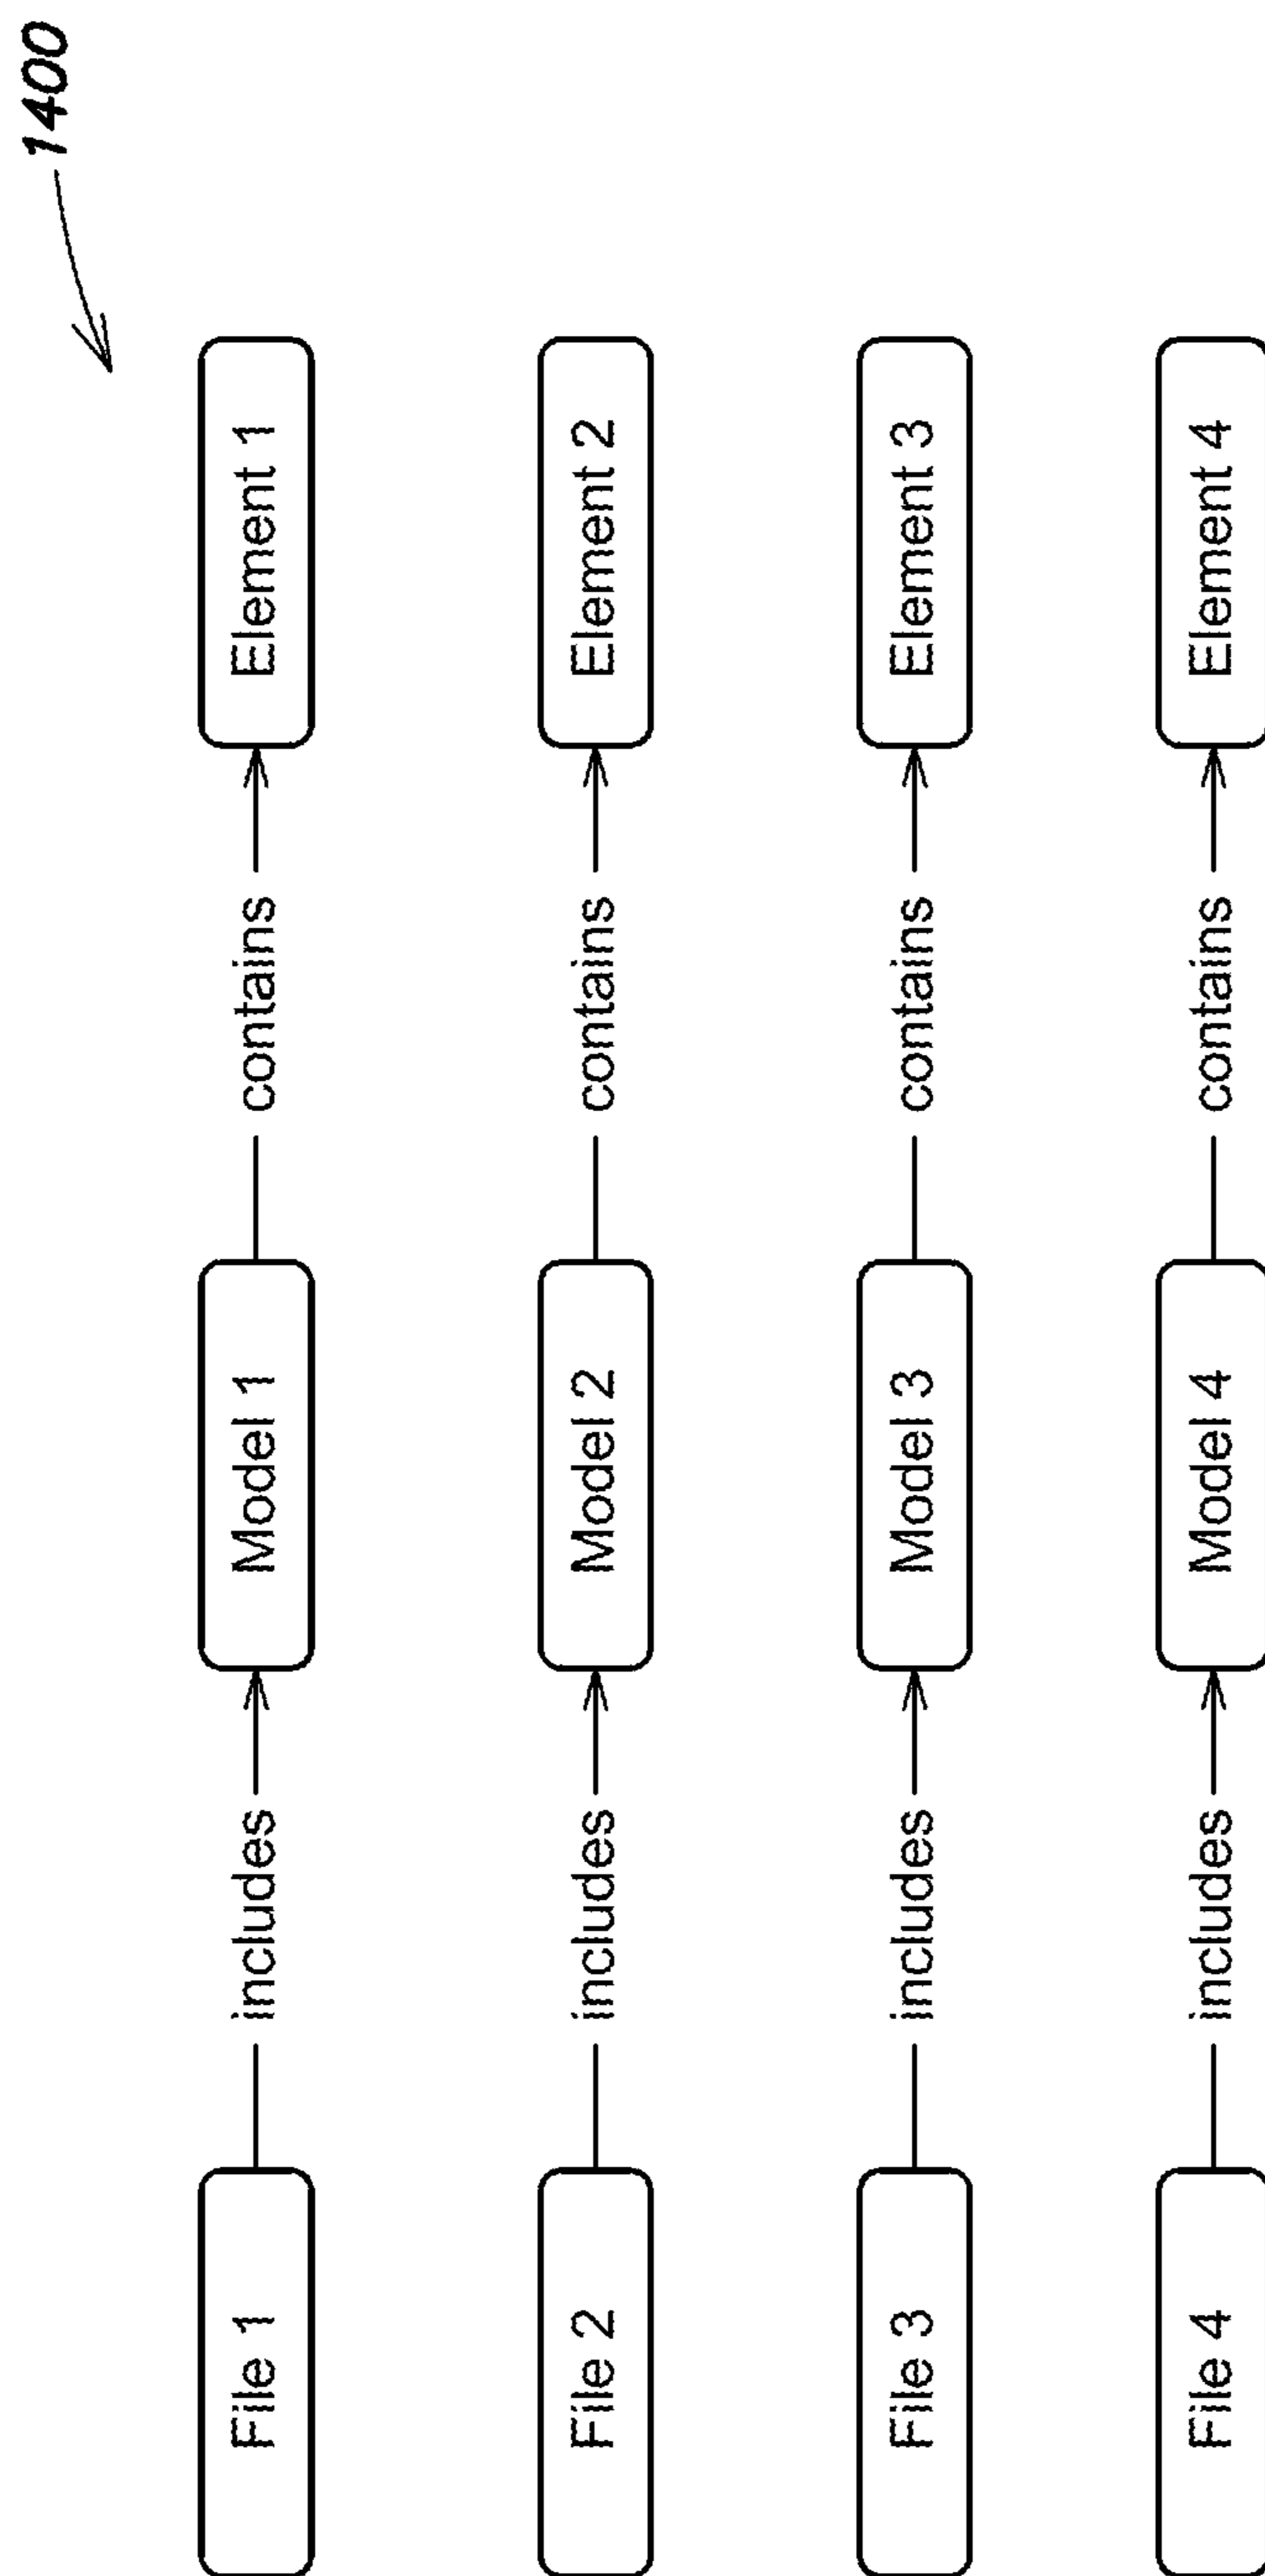 1400
File 1 includes Model 1 contains Element 1
File 2 includes Model 2 contains Element 2
File 3 includes Model 3 contains Element 3
File 4 includes Model 4 contains Element 4